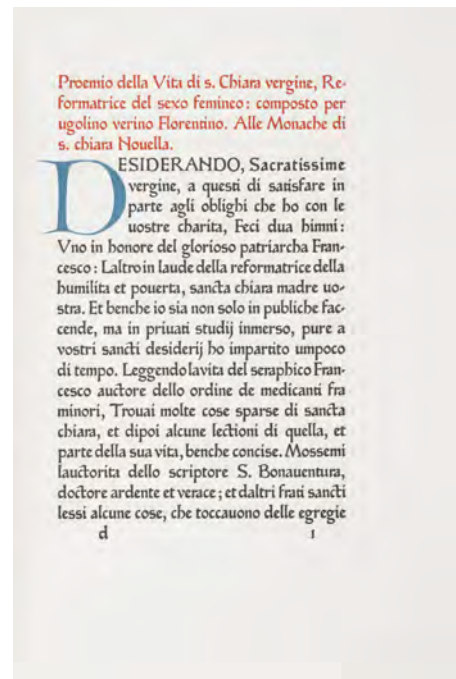 Proemio della Vita di s. Chiara vergine, Re-
formatrice del sexo femineo: composto per
ugolino verino Florentino. Alle Monache di
s. chiara Nouella.
DESIDERANDO, Sacratissime
vergine, a questi di satisfare in
parte agli oblighi che ho con le
uostre charita, Feci dua himni:
Vno in honore del glorioso patriarcha Fran-
cesco: Laltro in laude della reformatrice della
humilita et pouerta, sancta chiara madre uo-
stra. Et benche io sia non solo in publiche fac-
cende, ma in priuati studij inmerso, pure a
vostri sancti desiderij ho impartito umpoco
di tempo. Leggendo lavita del seraphico Fran-
cesco auctore dello ordine de medicanti fra
minori, Trouai molte cose sparse di sancta
chiara, et dipoi alcune lectioni di quella, et
parte della sua vita, benche concise. Mossemi
lauctorita dello scriptore S. Bonauentura,
doctore ardente et verace; et daltri frati sancti
lessi alcune cose, che toccauono delle egregie
d 1